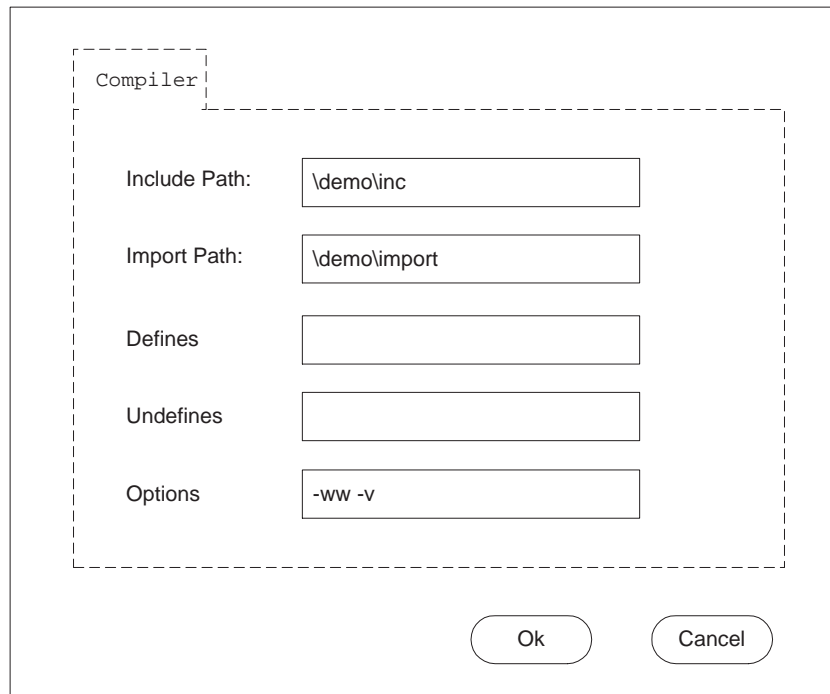 Compiler
Include Path: \demo\inc
Import Path: \demo\import
Defines
Undefines
Options -ww -v
Ok Cancel